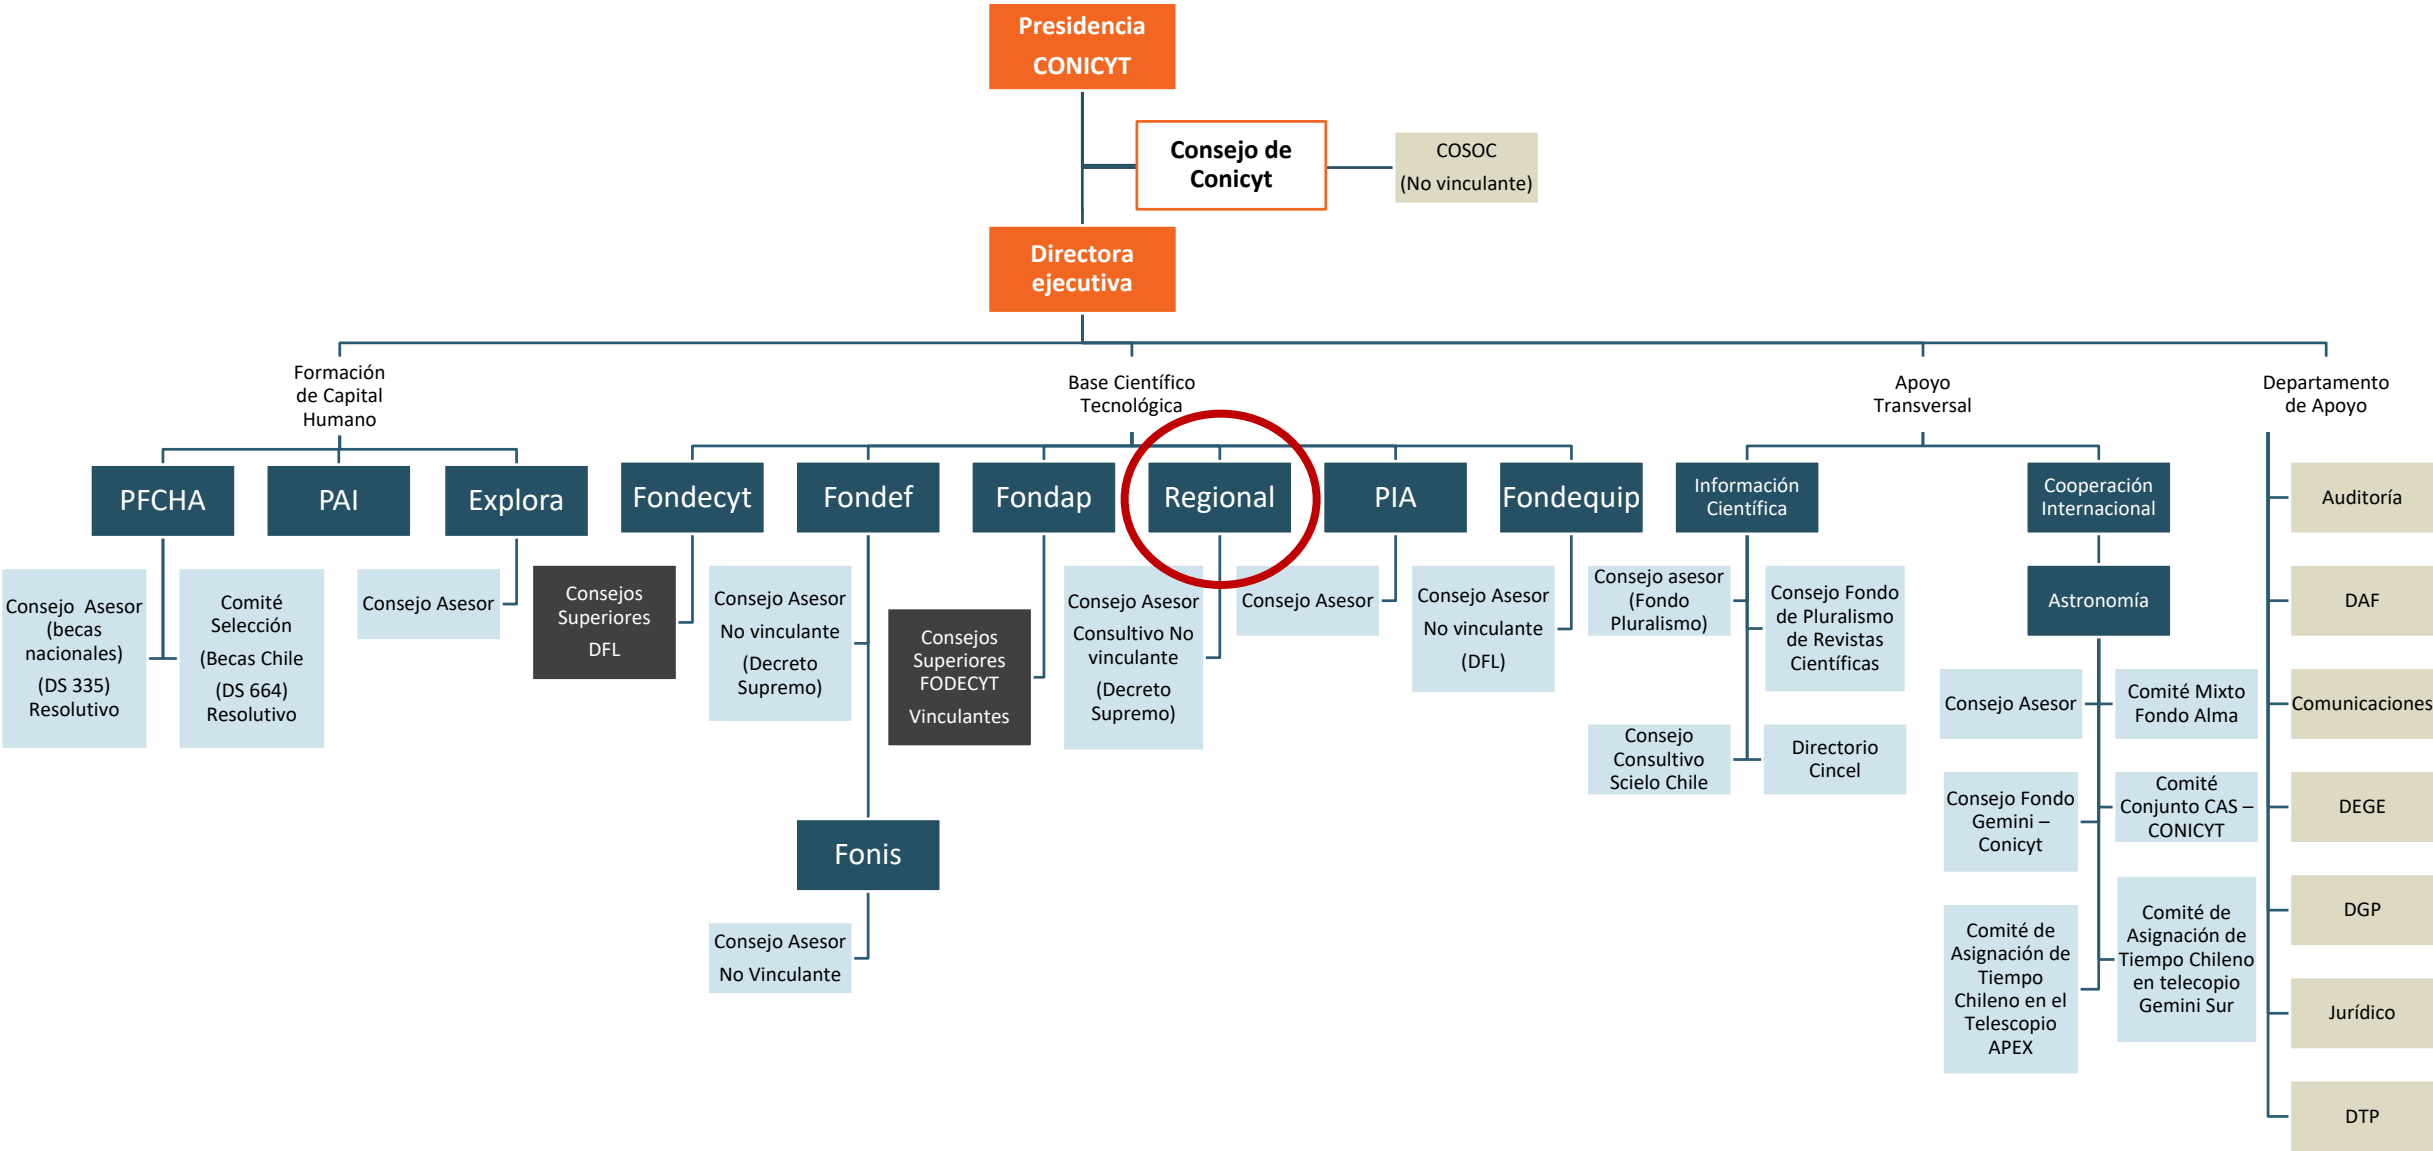 Presidencia
CONICYT
Consejo de
Conicyt
COSOC
(No vinculante)
Directora
ejecutiva
Formación
de Capital
Humano
Base Científico
Tecnológica
Apoyo
Transversal
Departamento
de Apoyo
PFCHA
PAI
Explora
Fondecyt
Fondef
Fondap
Regional
PIA
Fondequip
Información
Científica
Cooperación
Internacional
Auditoría
Consejo Asesor
(becas
nacionales)
(DS 335)
Resolutivo
Comité
Selección
(Becas Chile
(DS 664)
Resolutivo
Consejo Asesor
Consejos
Superiores
DFL
Consejo Asesor
No vinculante
(Decreto
Supremo)
Consejos
Superiores
FODECYT
Vinculantes
Consejo Asesor
Consultivo No
vinculante
(Decreto
Supremo)
Consejo Asesor
Consejo Asesor
No vinculante
(DFL)
Consejo asesor
(Fondo
Pluralismo)
Consejo Fondo
de Pluralismo
de Revistas
Científicas
Astronomía
DAF
Consejo Asesor
Comité Mixto
Fondo Alma
Comunicaciones
Consejo
Consultivo
Scielo Chile
Directorio
Cincel
Consejo Fondo
Gemini –
Conicyt
Comité
Conjunto CAS –
CONICYT
DEGE
Fonis
Consejo Asesor
No Vinculante
Comité de
Asignación de
Tiempo
Chileno en el
Telescopio
APEX
Comité de
Asignación de
Tiempo Chileno
en telecopio
Gemini Sur
DGP
Jurídico
DTP